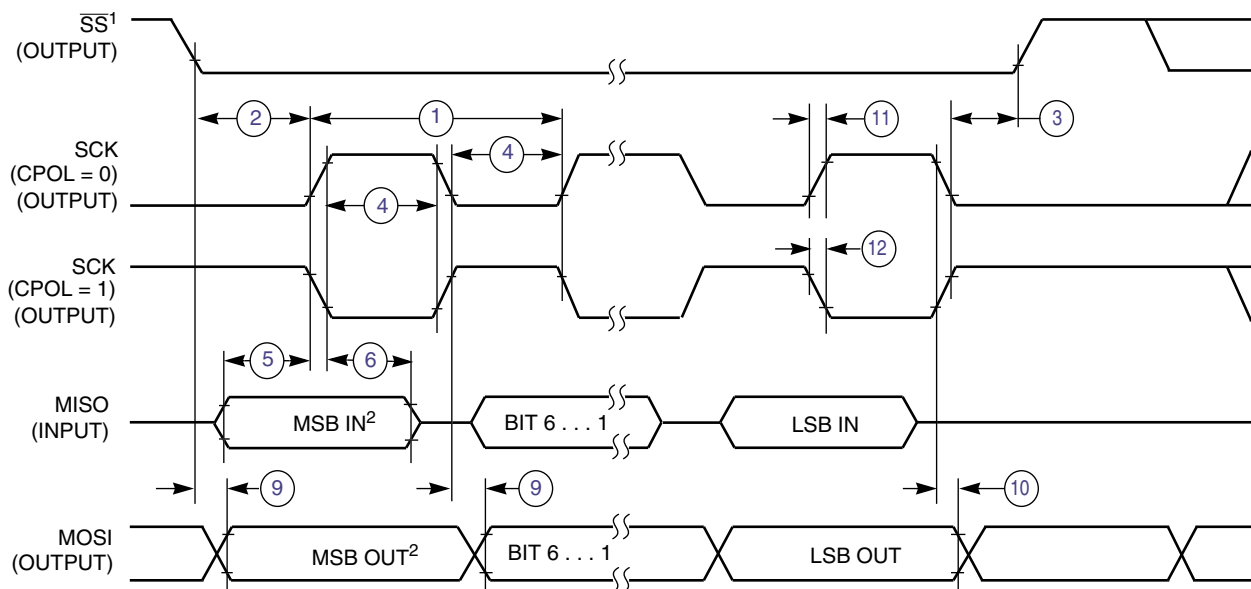 SS1
(OUTPUT)
2
1
11
3
SCK
(CPOL = 0)
(OUTPUT)
4
4
SCK
(CPOL = 1)
(OUTPUT)
12
5
6
MISO
(INPUT)
MSB IN2
BIT 6 . . . 1
LSB IN
9
9
10
MOSI
(OUTPUT)
MSB OUT2
BIT 6 . . . 1
LSB OUT